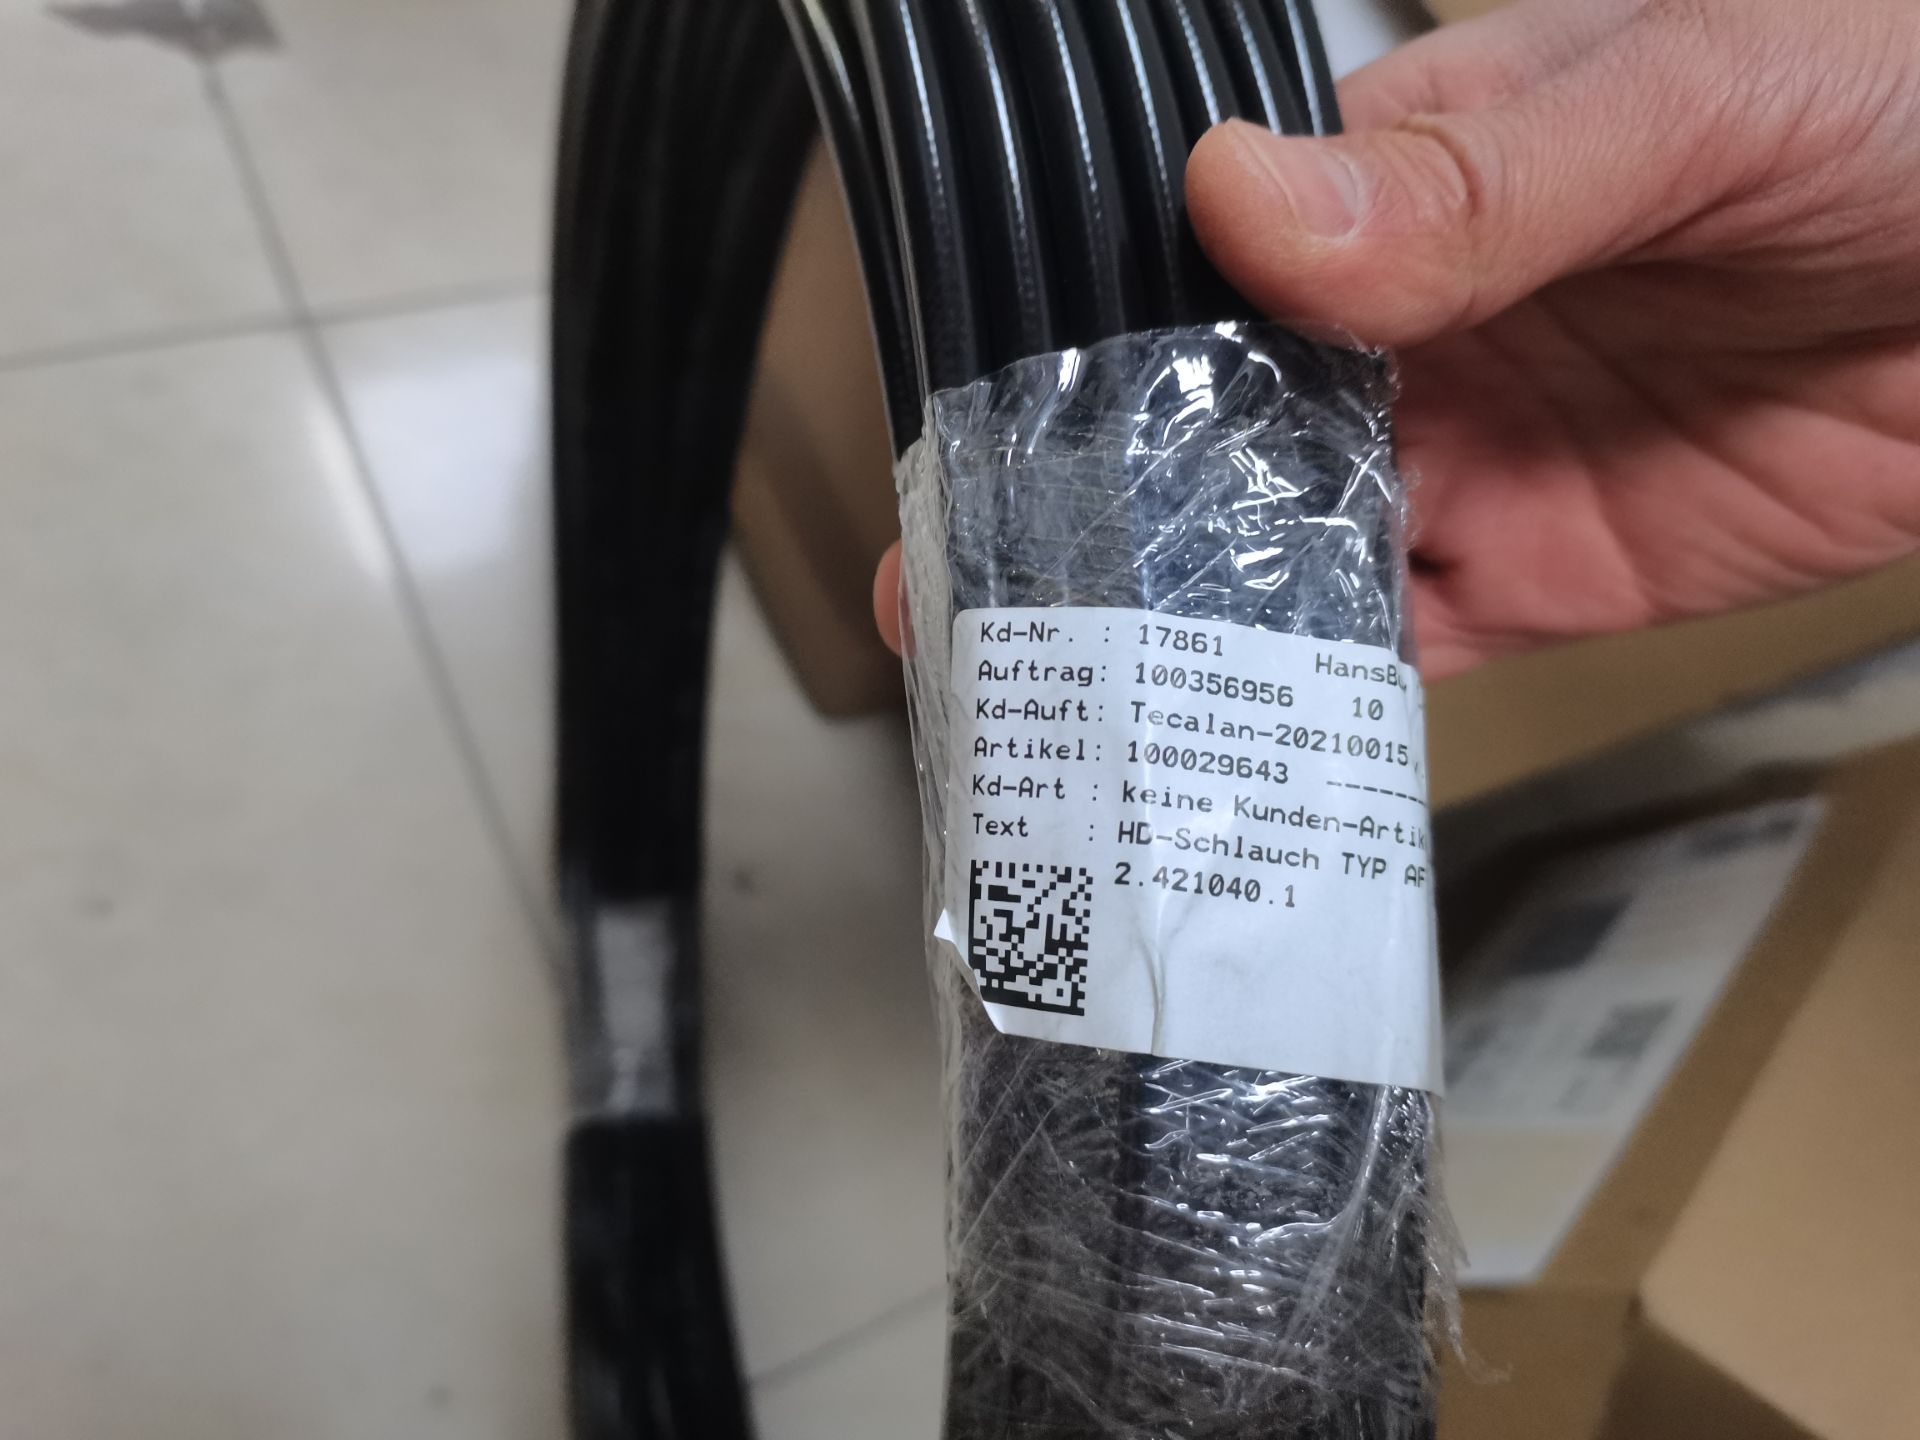 Kd-Nr. : 17861 HansBu
Auftrag: 100356956 10
Kd-Auft: Tecalan-20210015
Artikel: 100029643 -------
Kd-Art : keine Kunden-Artik
Text : HD-Schlauch TYP AF
2.421040.1